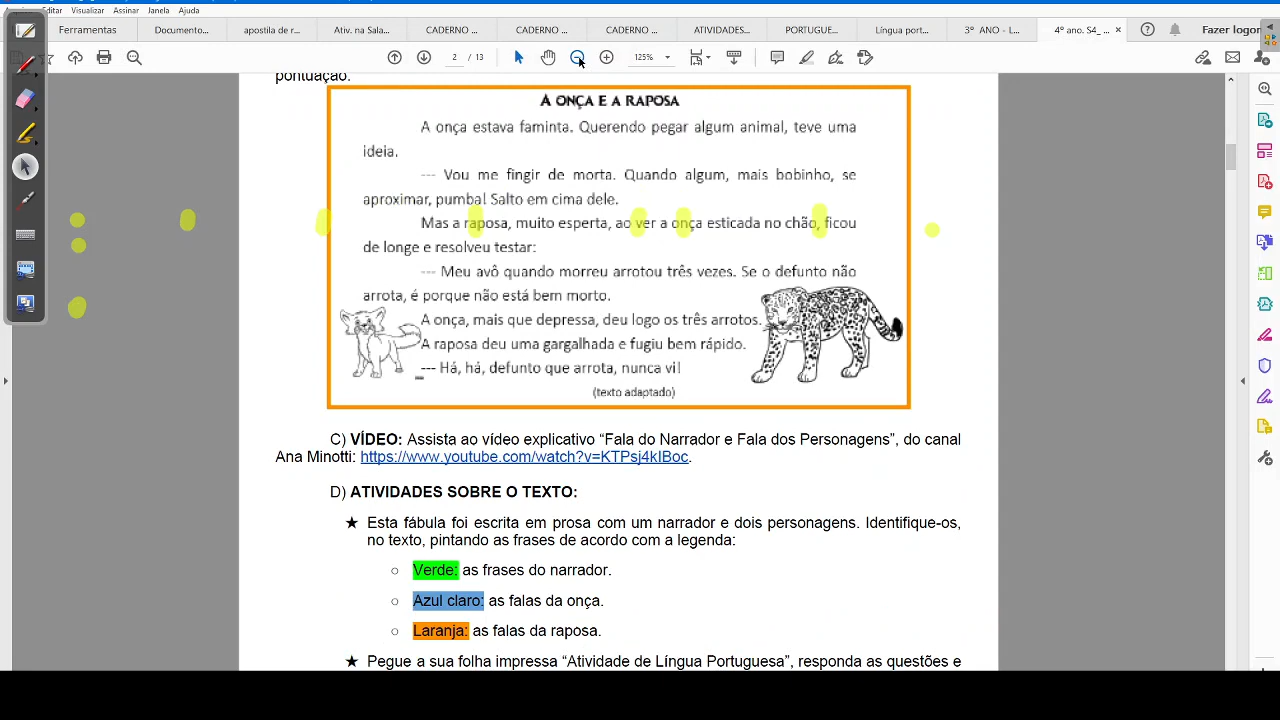 Editar Visualizar Assinar Janela Ajuda
Ferramentas Documento... apostila de r... Ativ. na Sala... CADERNO ... CADERNO ... CADERNO ... ATIVIDADES... PORTUGUE... Língua port... 3º ANO - L... 4º ano. S4_ ... Fazer logon
2 / 13 125%
pontuação.
A ONÇA E A RAPOSA
A onça estava faminta. Querendo pegar algum animal, teve uma
ideia.
--- Vou me fingir de morta. Quando algum, mais bobinho, se
aproximar, pumba! Salto em cima dele.
Mas a raposa, muito esperta, ao ver a onça esticada no chão, ficou
de longe e resolveu testar:
--- Meu avô quando morreu arrotou três vezes. Se o defunto não
arrota, é porque não está bem morto.
A onça, mais que depressa, deu logo os três arrotos.
A raposa deu uma gargalhada e fugiu bem rápido.
--- Há, há, defunto que arrota, nunca vi!
(texto adaptado)
C) VÍDEO: Assista ao vídeo explicativo “Fala do Narrador e Fala dos Personagens”, do canal
Ana Minotti: https://www.youtube.com/watch?v=KTPsj4kIBoc.
D) ATIVIDADES SOBRE O TEXTO:
★ Esta fábula foi escrita em prosa com um narrador e dois personagens. Identifique-os,
no texto, pintando as frases de acordo com a legenda:
○ Verde: as frases do narrador.
○ Azul claro: as falas da onça.
○ Laranja: as falas da raposa.
★ Pegue a sua folha impressa “Atividade de Língua Portuguesa”, responda as questões e